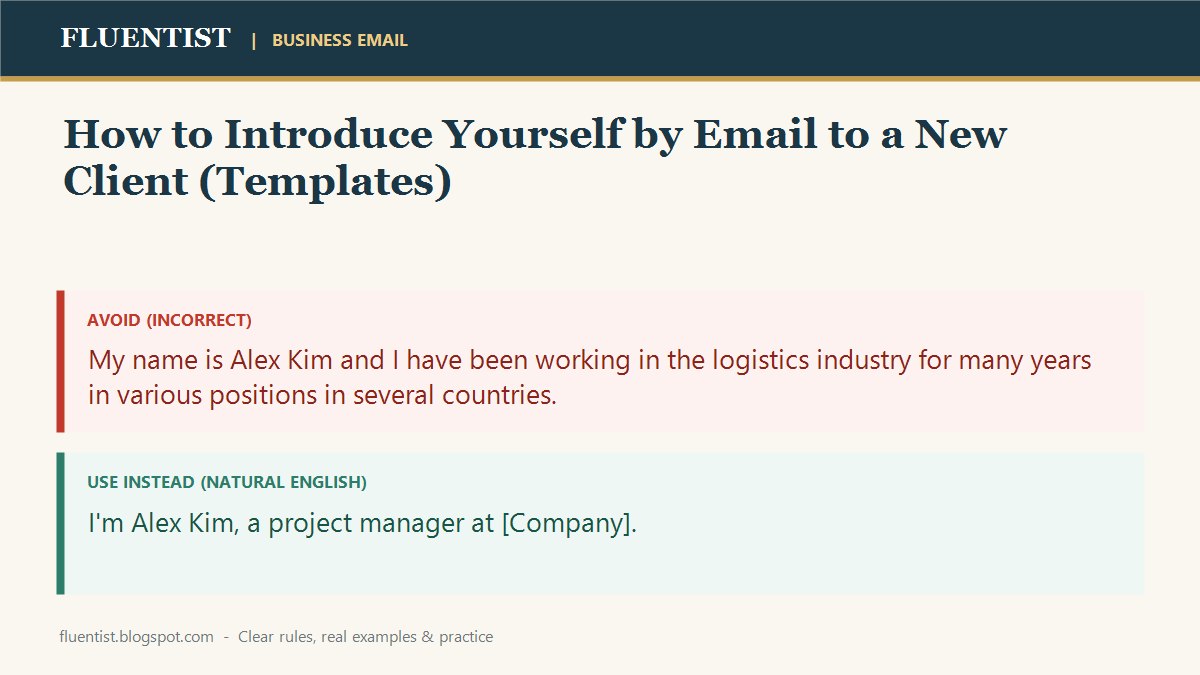 FLUENTIST | BUSINESS EMAIL
How to Introduce Yourself by Email to a New
Client (Templates)
AVOID (INCORRECT)
My name is Alex Kim and I have been working in the logistics industry for many years
in various positions in several countries.
USE INSTEAD (NATURAL ENGLISH)
I'm Alex Kim, a project manager at [Company].
fluentist.blogspot.com - Clear rules, real examples & practice